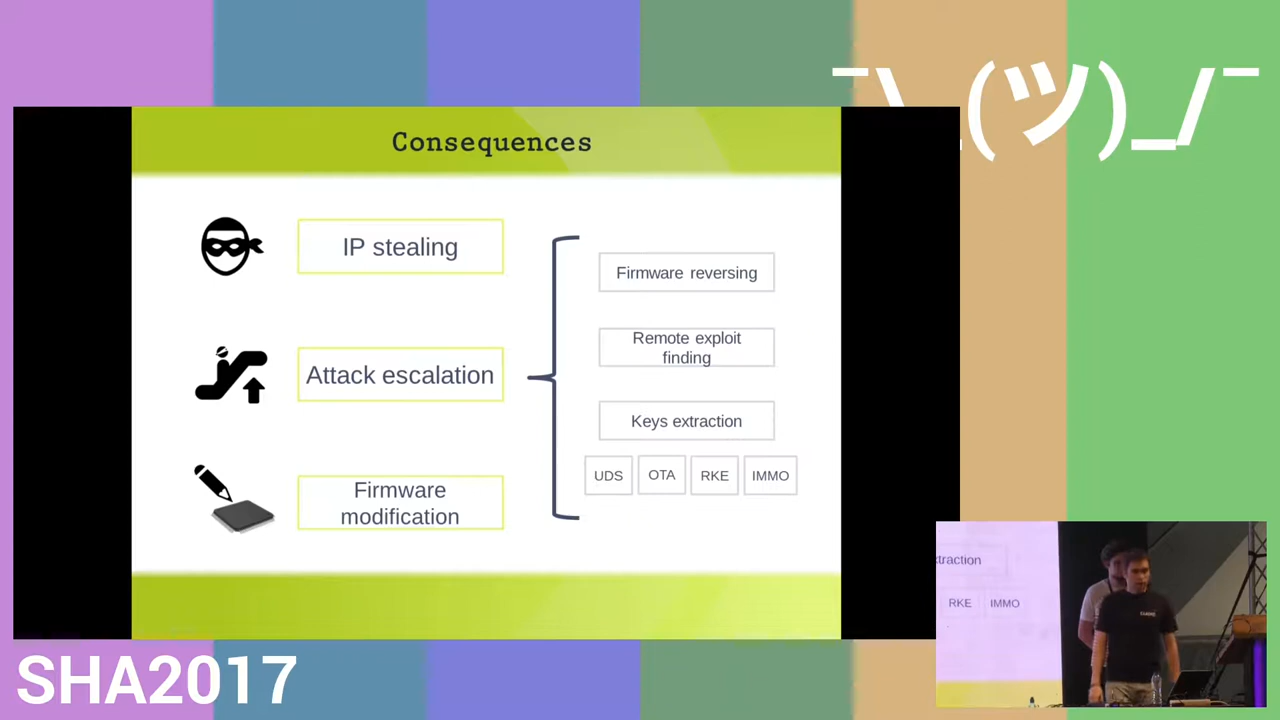 ¯\_(ツ)_/¯
Consequences
IP stealing
Attack escalation
Firmware
modification
Firmware reversing
Remote exploit
finding
Keys extraction
UDS
OTA
RKE
IMMO
traction
RKE
IMMO
SHA2017